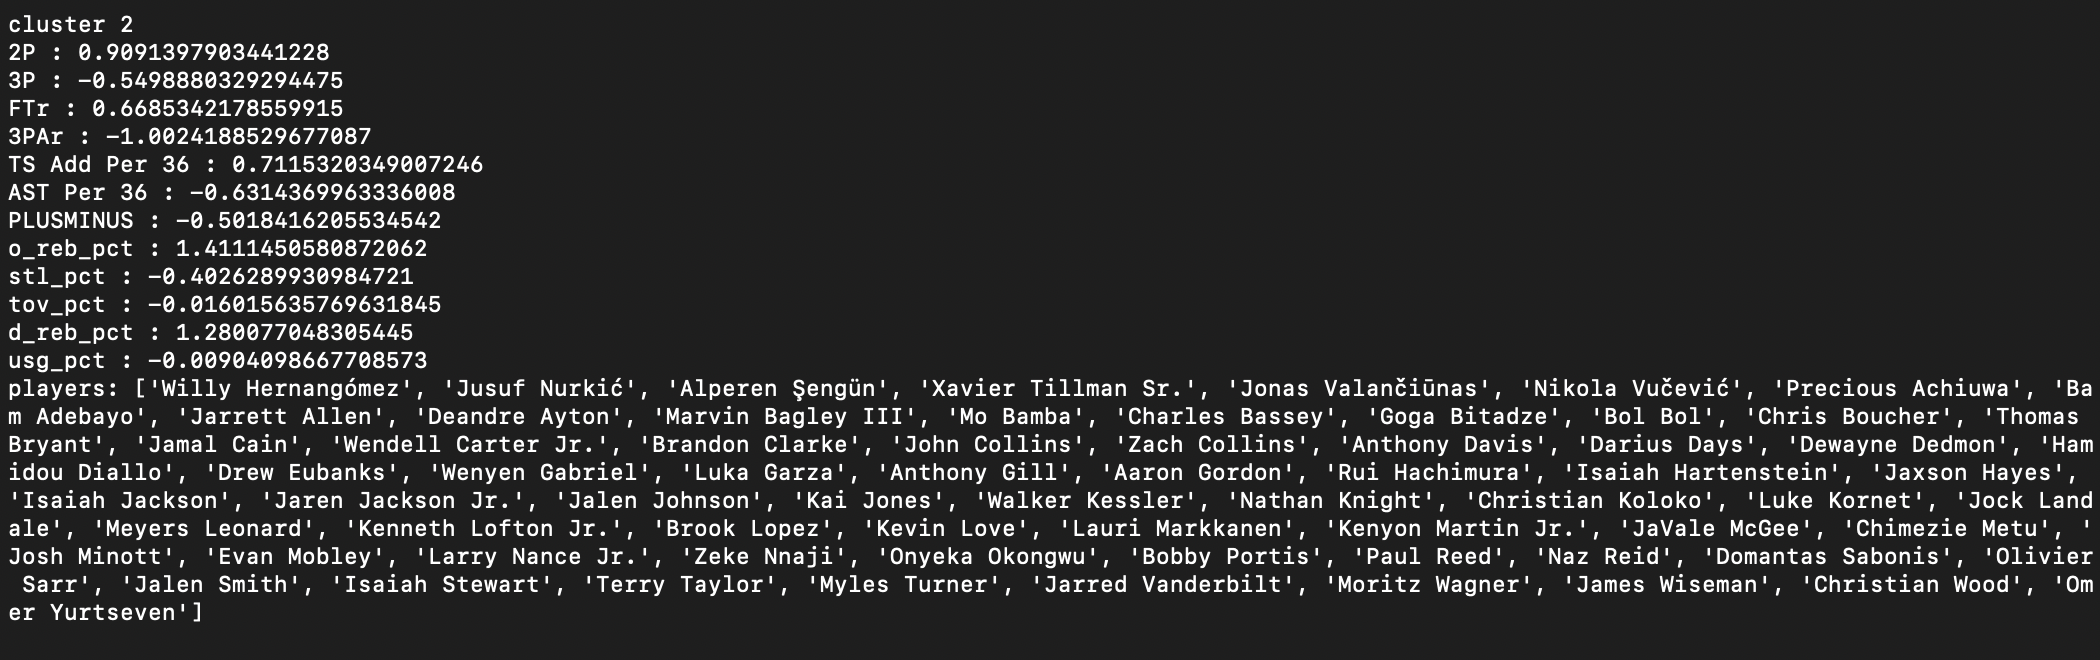 cluster 2
2P : 0.9091397903441228
3P : -0.5498880329294475
FTr : 0.6685342178559915
3PAr : -1.0024188529677087
TS Add Per 36 : 0.7115320349007246
AST Per 36 : -0.6314369963336008
PLUSMINUS : -0.5018416205534542
o_reb_pct : 1.4111450580872062
stl_pct : -0.4026289930984721
tov_pct : -0.016015635769631845
d_reb_pct : 1.280077048305445
usg_pct : -0.00904098667708573
players: ['Willy Hernangómez', 'Jusuf Nurkić', 'Alperen Şengün', 'Xavier Tillman Sr.', 'Jonas Valančiūnas', 'Nikola Vučević', 'Precious Achiuwa', 'Ba
m Adebayo', 'Jarrett Allen', 'Deandre Ayton', 'Marvin Bagley III', 'Mo Bamba', 'Charles Bassey', 'Goga Bitadze', 'Bol Bol', 'Chris Boucher', 'Thomas
Bryant', 'Jamal Cain', 'Wendell Carter Jr.', 'Brandon Clarke', 'John Collins', 'Zach Collins', 'Anthony Davis', 'Darius Days', 'Dewayne Dedmon', 'Ham
idou Diallo', 'Drew Eubanks', 'Wenyen Gabriel', 'Luka Garza', 'Anthony Gill', 'Aaron Gordon', 'Rui Hachimura', 'Isaiah Hartenstein', 'Jaxson Hayes',
'Isaiah Jackson', 'Jaren Jackson Jr.', 'Jalen Johnson', 'Kai Jones', 'Walker Kessler', 'Nathan Knight', 'Christian Koloko', 'Luke Kornet', 'Jock Land
ale', 'Meyers Leonard', 'Kenneth Lofton Jr.', 'Brook Lopez', 'Kevin Love', 'Lauri Markkanen', 'Kenyon Martin Jr.', 'JaVale McGee', 'Chimezie Metu', '
Josh Minott', 'Evan Mobley', 'Larry Nance Jr.', 'Zeke Nnaji', 'Onyeka Okongwu', 'Bobby Portis', 'Paul Reed', 'Naz Reid', 'Domantas Sabonis', 'Olivier
 Sarr', 'Jalen Smith', 'Isaiah Stewart', 'Terry Taylor', 'Myles Turner', 'Jarred Vanderbilt', 'Moritz Wagner', 'James Wiseman', 'Christian Wood', 'Om
er Yurtseven']